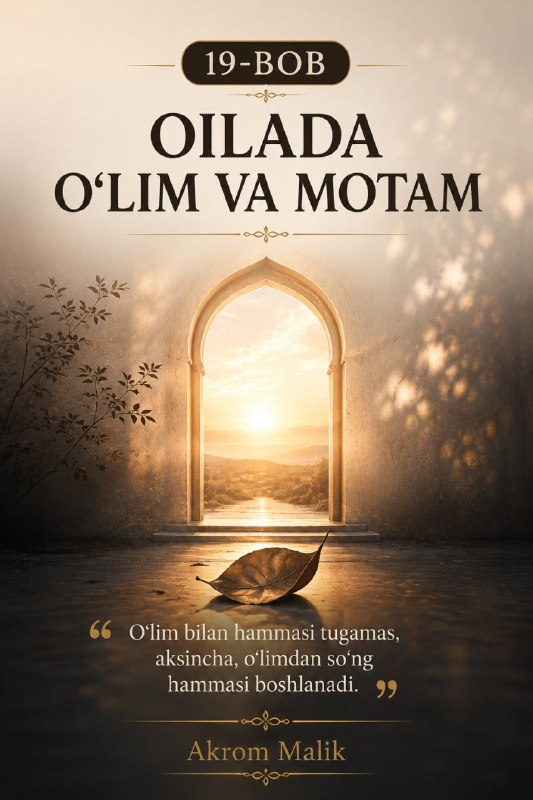 19-BOB
OILADA
O‘LIM VA MOTAM
“ O‘lim bilan hammasi tugamas,
aksincha, o‘limdan so‘ng
hammasi boshlanadi. ”
Akrom Malik